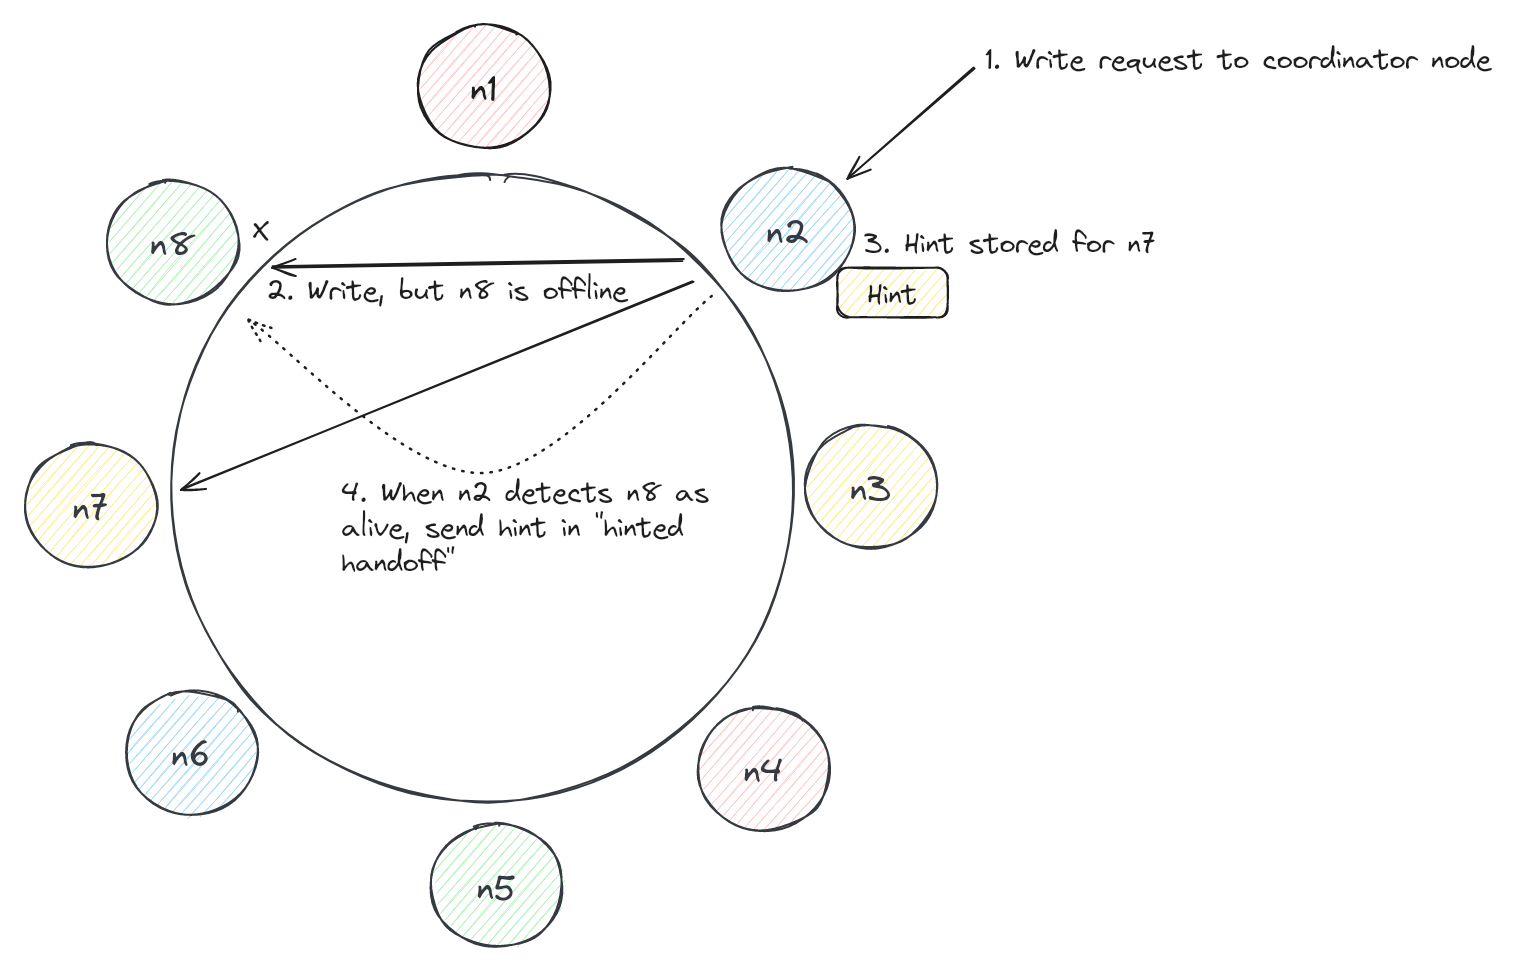 n1
1. Write request to coordinator node
n8
x
n2
3. Hint stored for n7
Hint
2. Write, but n8 is offline
n7
n3
4. When n2 detects n8 as
alive, send hint in "hinted
handoff"
n6
n4
n5